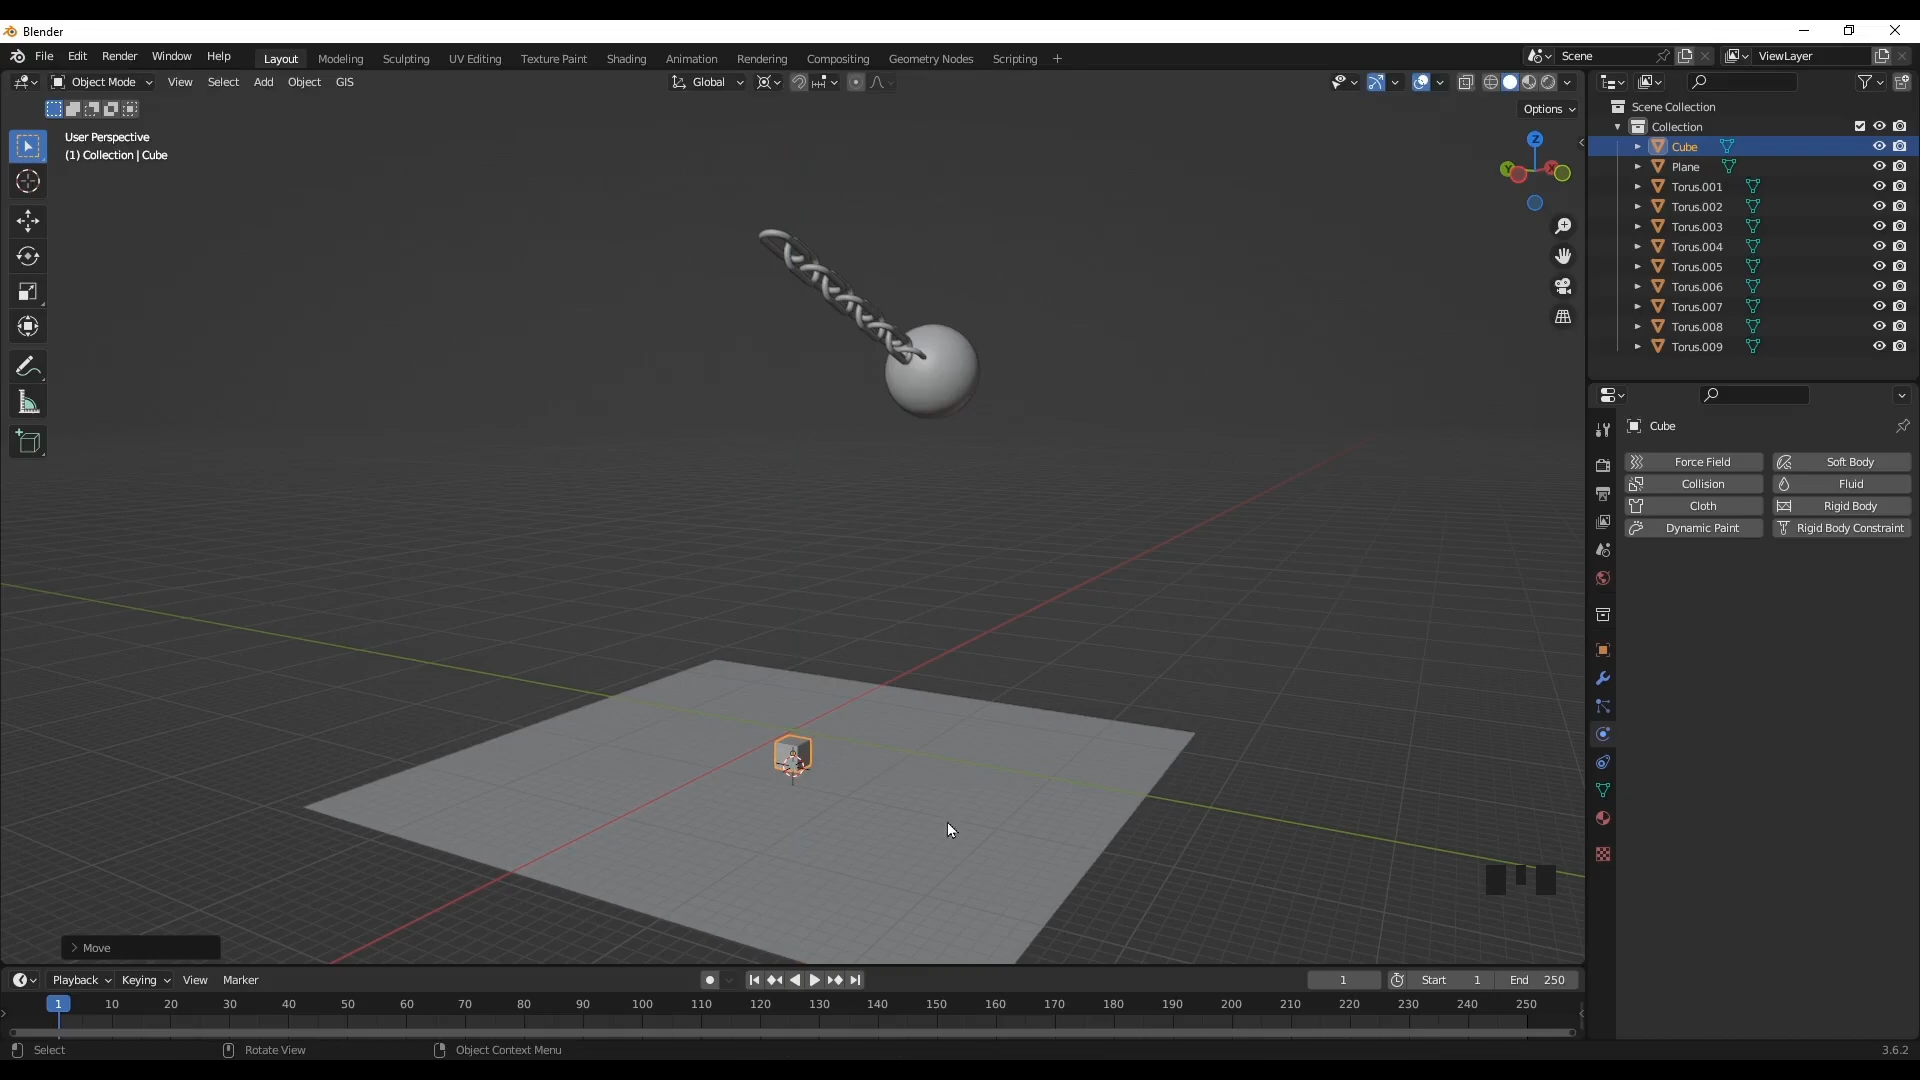 Blender
File Edit Render Window Help Layout Modeling Sculpting UV Editing Texture Paint Shading Animation Rendering Compositing Geometry Nodes Scripting + Scene ViewLayer
Object Mode View Select Add Object GIS Global
Options
User Perspective
(1) Collection | Cube
Z
Y
X
Scene Collection
Collection
Cube
Plane
Torus.001
Torus.002
Torus.003
Torus.004
Torus.005
Torus.006
Torus.007
Torus.008
Torus.009
Cube
Force Field Soft Body
Collision Fluid
Cloth Rigid Body
Dynamic Paint Rigid Body Constraint
Move
Playback Keying View Marker 1 Start 1 End 250
1 10 20 30 40 50 60 70 80 90 100 110 120 130 140 150 160 170 180 190 200 210 220 230 240 250
Select Rotate View Object Context Menu 3.6.2